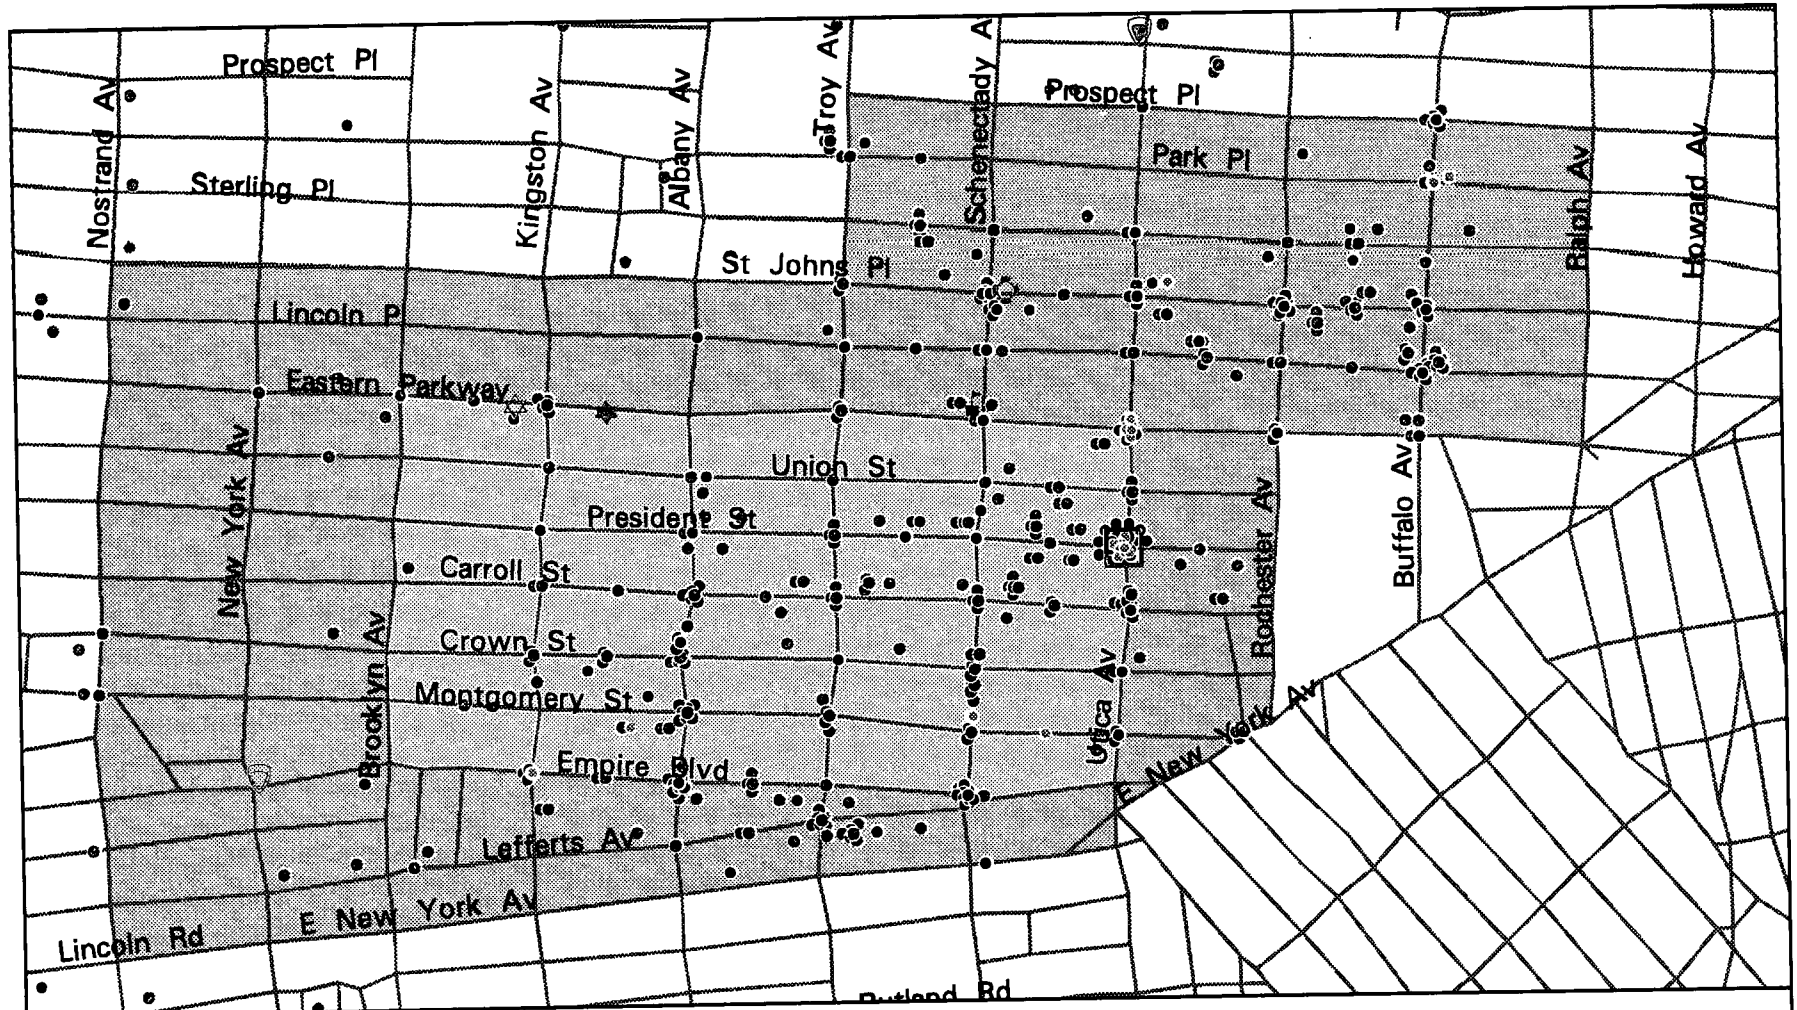 Prospect Pl
Prospect Pl
Park Pl
Sterling Pl
St Johns Pl
Lincoln P
Eastern Parkway
Union St
President St
Carroll St
Crown St
Montgomery St
Empire Blvd
Lefferts Av
E New York Av
Lincoln Rd
Rutland Rd
Nostrand Av
New York Av
Brooklyn Av
Kingston Av
Albany Av
Troy Av
Schenectady A
Utica Av
Rochester Av
Buffalo Av
Ralph Av
Howard Av
E New York Av